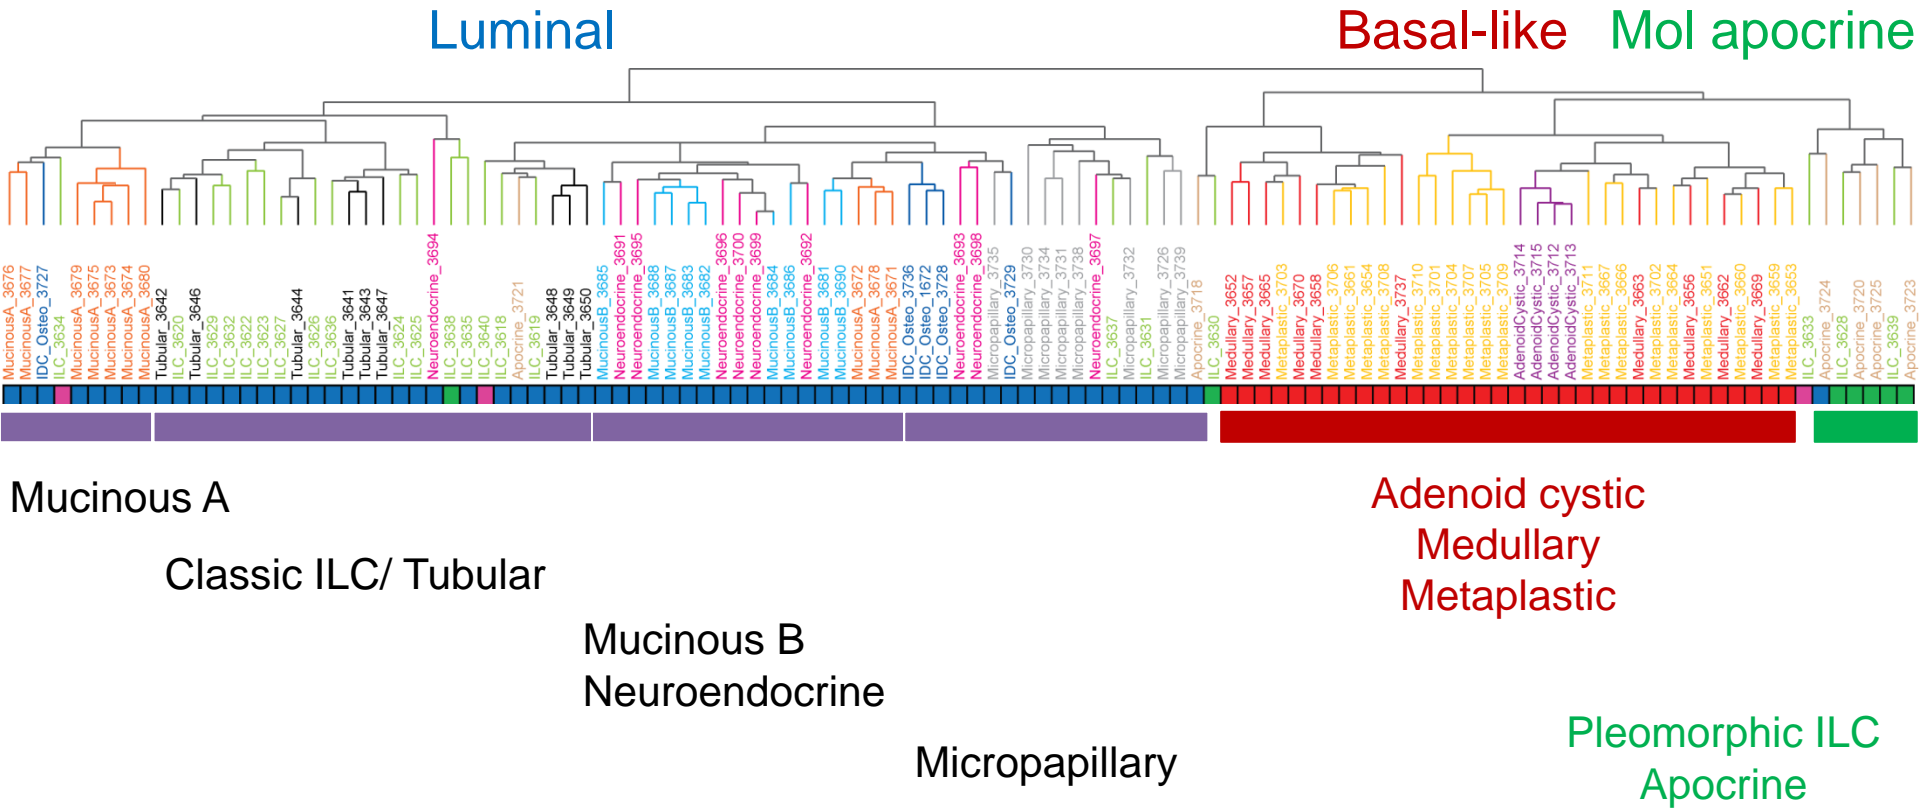 Luminal
Basal-like
Mol apocrine
MucinousA_3676
MucinousA_3677
IDC_Osteo_3727
ILC_3634
MucinousA_3679
MucinousA_3675
MucinousA_3673
MucinousA_3674
MucinousA_3680
Tubular_3642
ILC_3620
Tubular_3646
ILC_3629
ILC_3632
ILC_3622
ILC_3623
ILC_3627
Tubular_3644
ILC_3626
ILC_3636
Tubular_3641
Tubular_3643
Tubular_3647
ILC_3624
ILC_3625
Neuroendocrine_3694
ILC_3638
ILC_3635
ILC_3640
ILC_3618
Apocrine_3721
ILC_3619
Tubular_3648
Tubular_3649
Tubular_3650
MucinousB_3685
Neuroendocrine_3691
Neuroendocrine_3695
MucinousB_3688
MucinousB_3687
MucinousB_3683
MucinousB_3682
Neuroendocrine_3696
Neuroendocrine_3700
Neuroendocrine_3699
MucinousB_3684
MucinousB_3686
Neuroendocrine_3692
MucinousB_3681
MucinousB_3690
MucinousA_3672
MucinousA_3678
MucinousA_3671
IDC_Osteo_3736
IDC_Osteo_1672
IDC_Osteo_3728
Neuroendocrine_3693
Neuroendocrine_3698
Micropapillary_3735
IDC_Osteo_3729
Micropapillary_3730
Micropapillary_3734
Micropapillary_3731
Micropapillary_3738
Neuroendocrine_3697
ILC_3637
Micropapillary_3732
ILC_3631
Micropapillary_3726
Micropapillary_3739
Apocrine_3718
ILC_3630
Medullary_3652
Medullary_3657
Medullary_3665
Metaplastic_3703
Medullary_3670
Medullary_3658
Metaplastic_3706
Metaplastic_3661
Metaplastic_3654
Metaplastic_3708
Medullary_3737
Metaplastic_3710
Metaplastic_3701
Metaplastic_3704
Metaplastic_3707
Metaplastic_3705
Metaplastic_3709
AdenoidCystic_3714
AdenoidCystic_3715
AdenoidCystic_3712
AdenoidCystic_3713
Metaplastic_3711
Metaplastic_3667
Metaplastic_3666
Medullary_3663
Metaplastic_3702
Metaplastic_3664
Medullary_3656
Metaplastic_3651
Medullary_3662
Metaplastic_3660
Medullary_3669
Metaplastic_3659
Metaplastic_3653
ILC_3633
Apocrine_3724
ILC_3628
Apocrine_3720
Apocrine_3725
ILC_3639
Apocrine_3723
Mucinous A
Classic ILC/ Tubular
Mucinous B
Neuroendocrine
Micropapillary
Adenoid cystic
Medullary
Metaplastic
Pleomorphic ILC
Apocrine